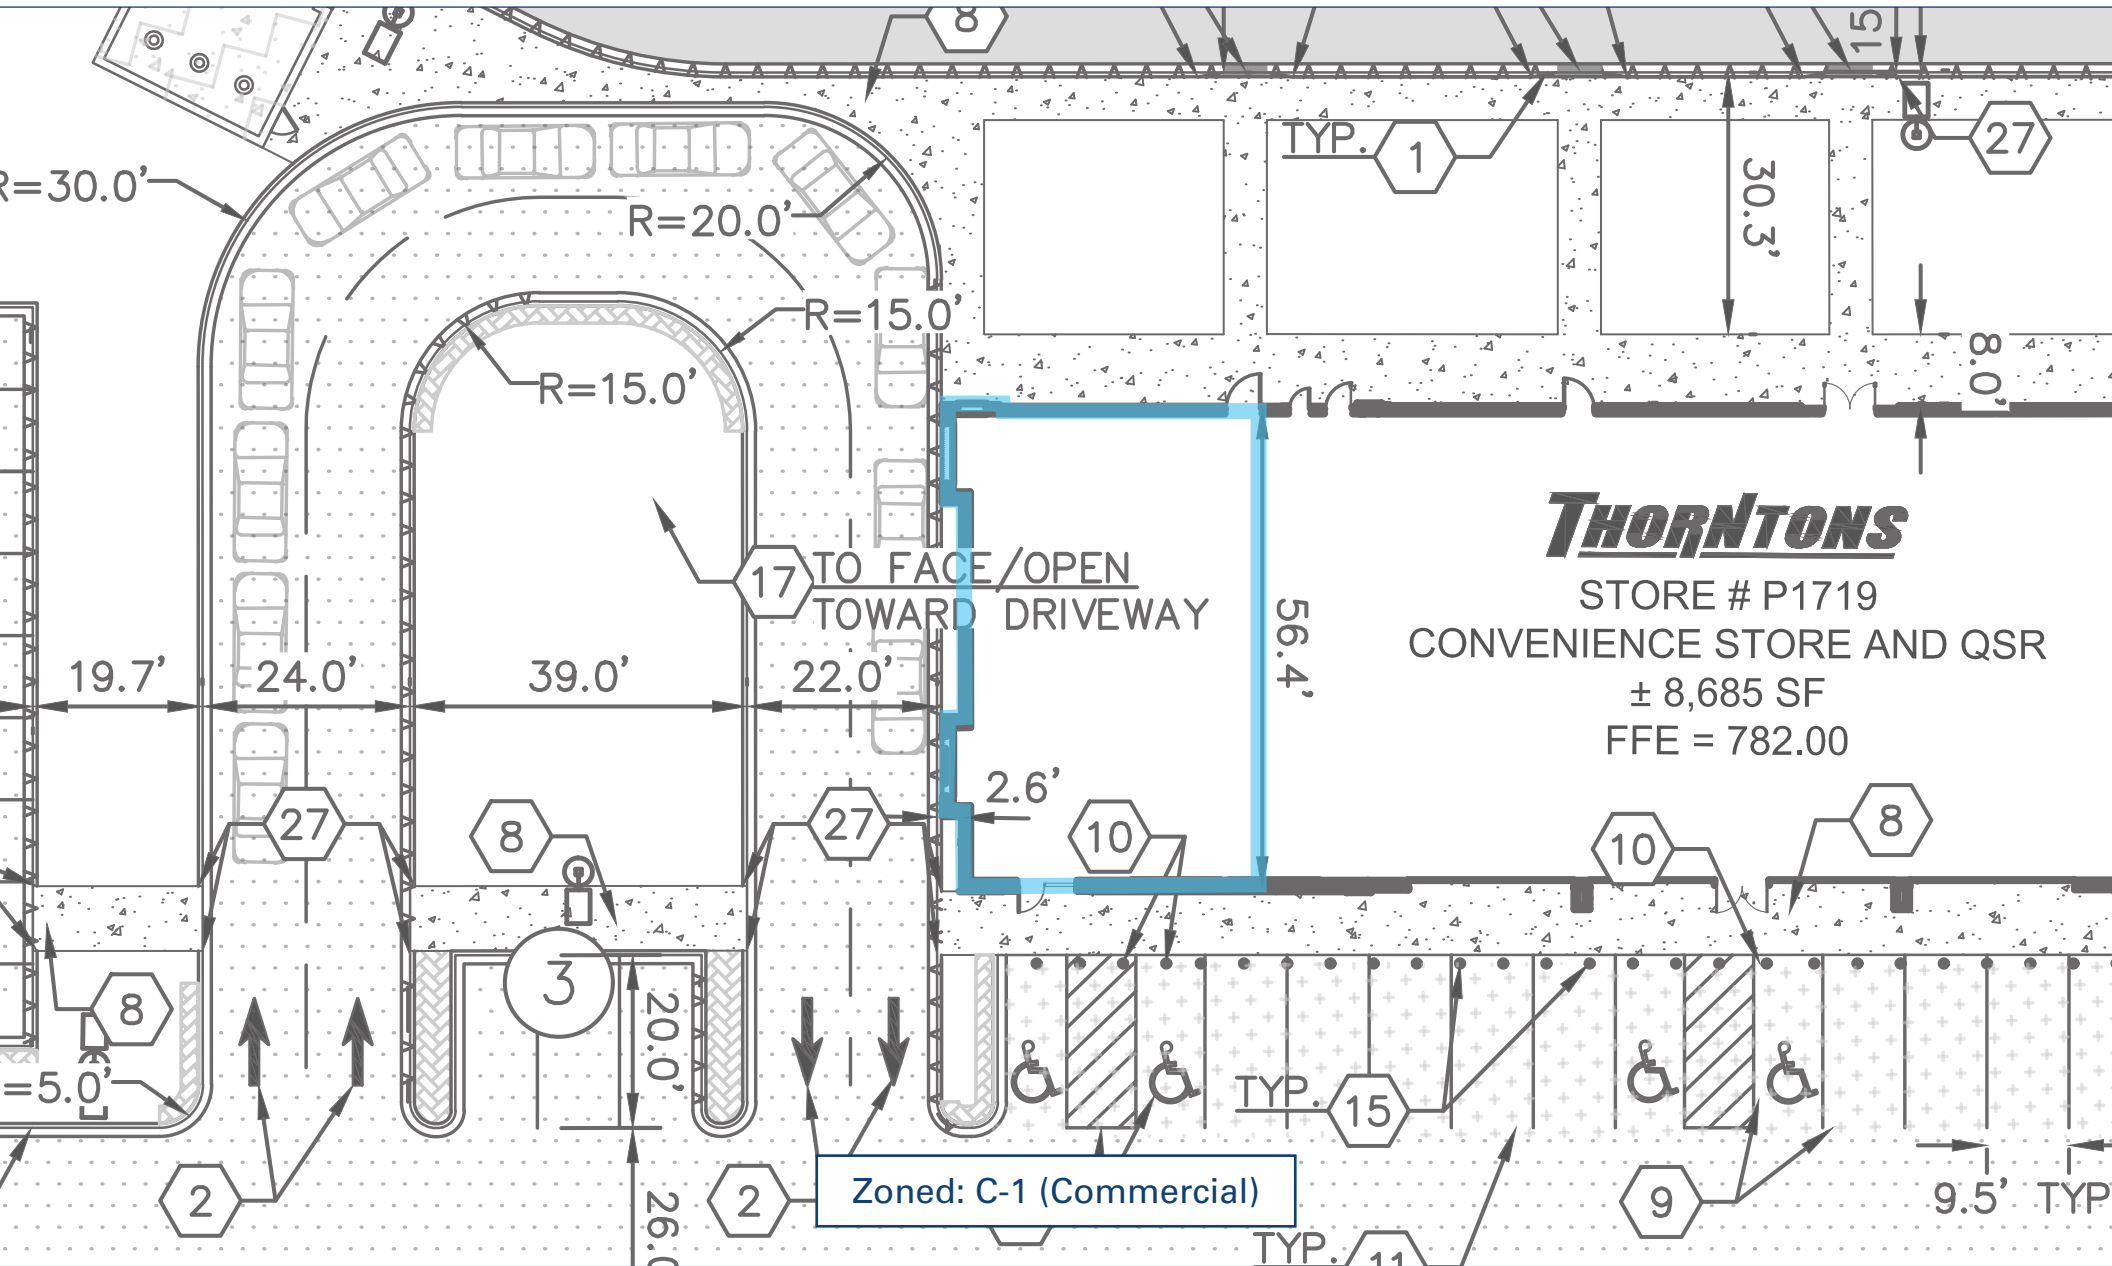 8
15
R=30.0'
TYP.
1
27
30.3'
R=20.0'
R=15.0'
8.0'
R=15.0'
THORNTONS
17
TO FACE/OPEN
TOWARD DRIVEWAY
56.4'
STORE # P1719
CONVENIENCE STORE AND QSR
± 8,685 SF
FFE = 782.00
19.7'
24.0'
39.0'
22.0'
2.6'
27
8
27
10
10
8
3
8
20.0'
=5.0'
TYP.
15
2
2
Zoned: C-1 (Commercial)
9
9.5' TYP
26.0
TYP.
11